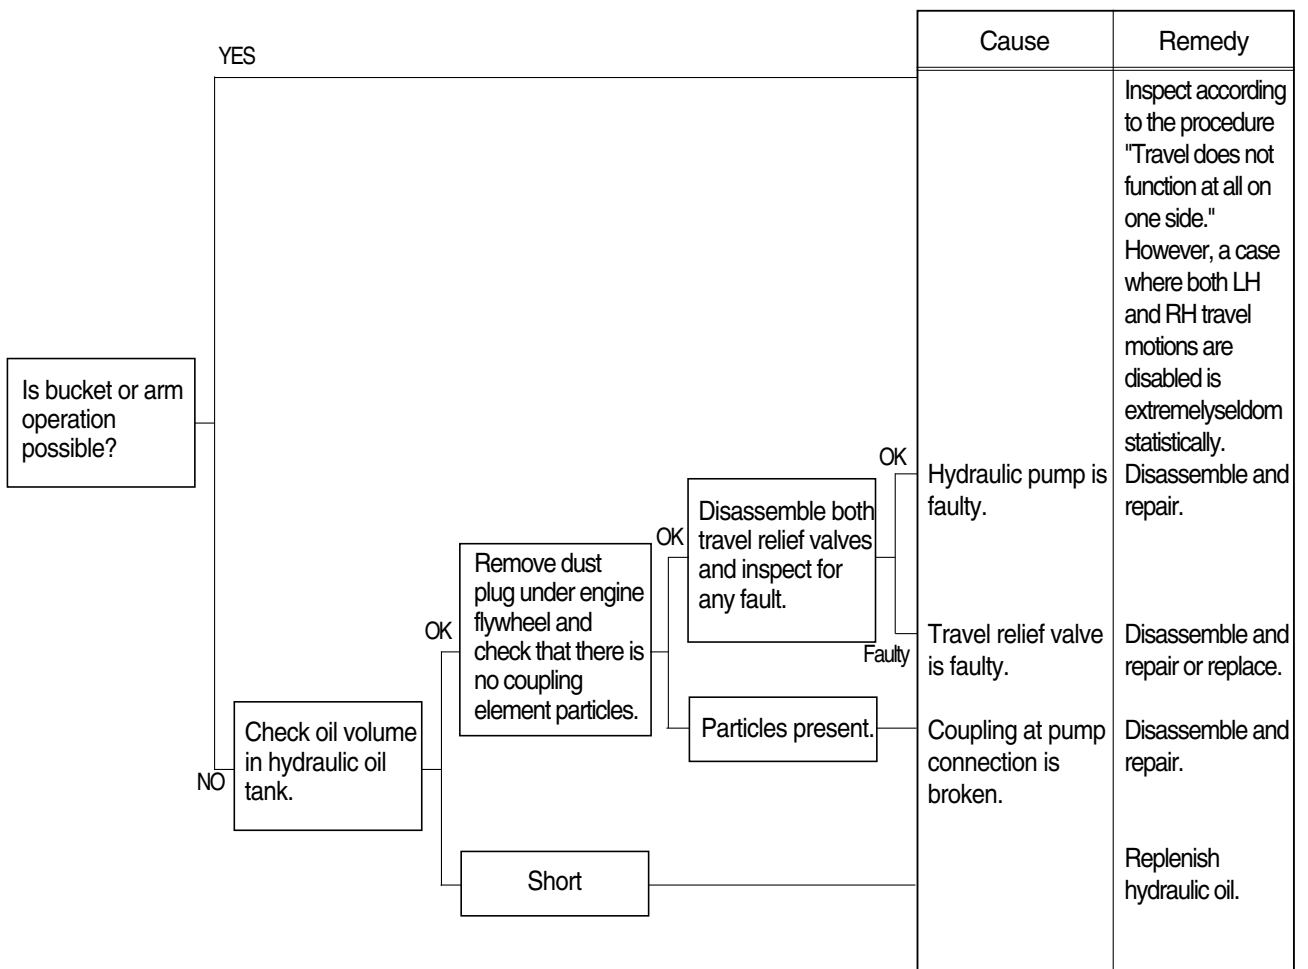 Cause
Remedy
YES
Inspect according
to the procedure
"Travel does not
function at all on
one side."
However, a case
where both LH
and RH travel
motions are
disabled is
extremelyseldom
statistically.
Is bucket or arm
operation
possible?
OK
Hydraulic pump is
faulty.
Disassemble and
repair.
Disassemble both
travel relief valves
and inspect for
any fault.
OK
Remove dust
plug under engine
flywheel and
check that there is
no coupling
element particles.
OK
Faulty
Travel relief valve
is faulty.
Disassemble and
repair or replace.
Particles present.
Coupling at pump
connection is
broken.
Disassemble and
repair.
Check oil volume
in hydraulic oil
tank.
NO
Short
Replenish
hydraulic oil.